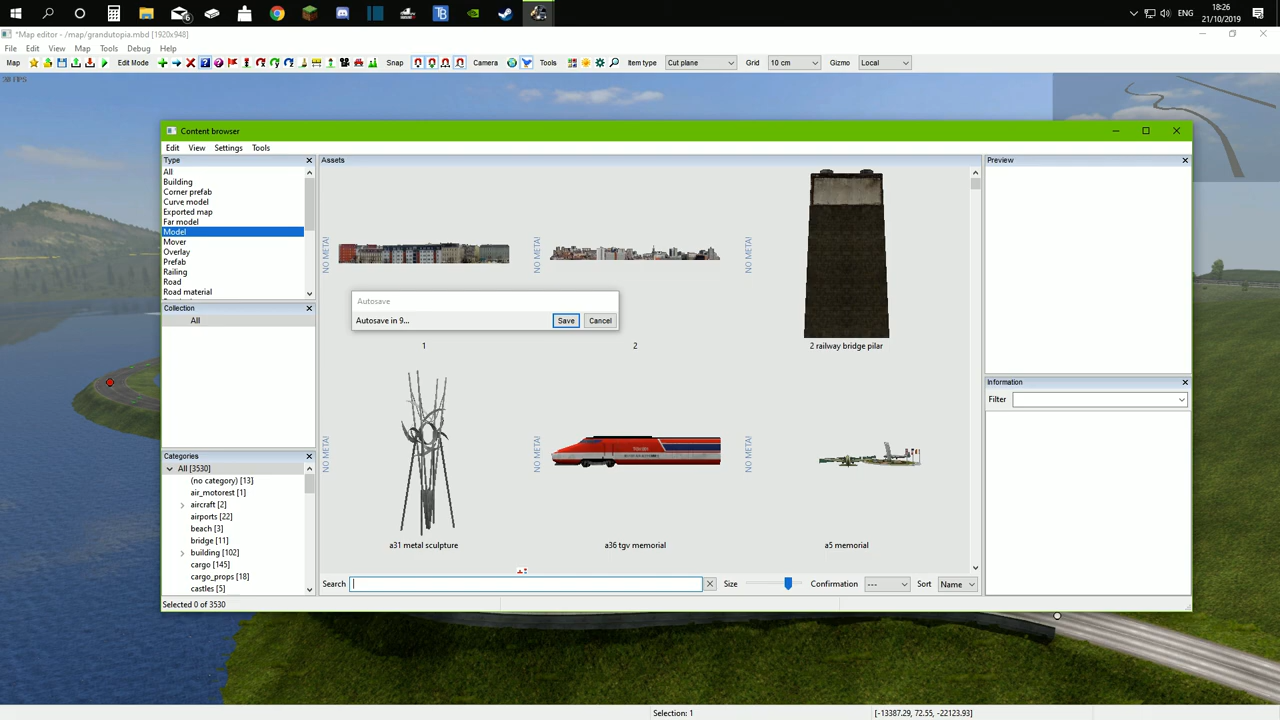 6
TB
ENG
18:26
21/10/2019
*Map editor - /map/grandutopia.mbd [1920x948]
File Edit View Map Tools Debug Help
Map Edit Mode Snap Camera Tools Item type Cut plane Grid 10 cm Gizmo Local
Content browser
Edit View Settings Tools
Type
All
Building
Corner prefab
Curve model
Exported map
Far model
Model
Mover
Overlay
Prefab
Railing
Road
Road material
Collection
All
Categories
All [3530]
(no category) [13]
air_motorest [1]
aircraft [2]
airports [22]
beach [3]
bridge [11]
building [102]
cargo [145]
cargo_props [18]
castles [5]
Assets
NO META!
NO META!
NO META!
1
2
2 railway bridge pilar
Autosave
Autosave in 9...
Save Cancel
NO META!
NO META!
NO META!
a31 metal sculpture
a36 tgv memorial
a5 memorial
Search Size Confirmation --- Sort Name
Preview
Information
Filter
Selected 0 of 3530
Selection: 1
[-13387.29, 72.55, -22123.93]